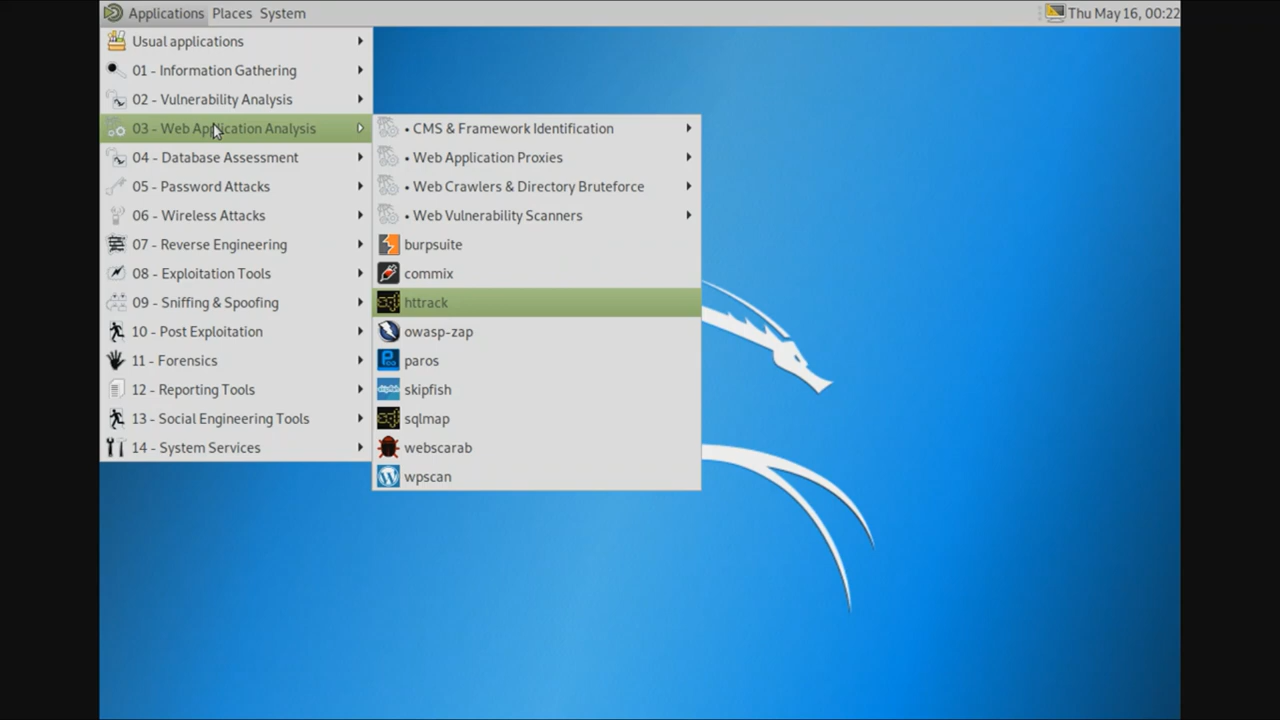 Applications Places System Thu May 16, 00:22
Usual applications
01 - Information Gathering
02 - Vulnerability Analysis
03 - Web Application Analysis
04 - Database Assessment
05 - Password Attacks
06 - Wireless Attacks
07 - Reverse Engineering
08 - Exploitation Tools
09 - Sniffing & Spoofing
10 - Post Exploitation
11 - Forensics
12 - Reporting Tools
13 - Social Engineering Tools
14 - System Services
• CMS & Framework Identification
• Web Application Proxies
• Web Crawlers & Directory Bruteforce
• Web Vulnerability Scanners
burpsuite
commix
httrack
owasp-zap
paros
skipfish
sqlmap
webscarab
wpscan